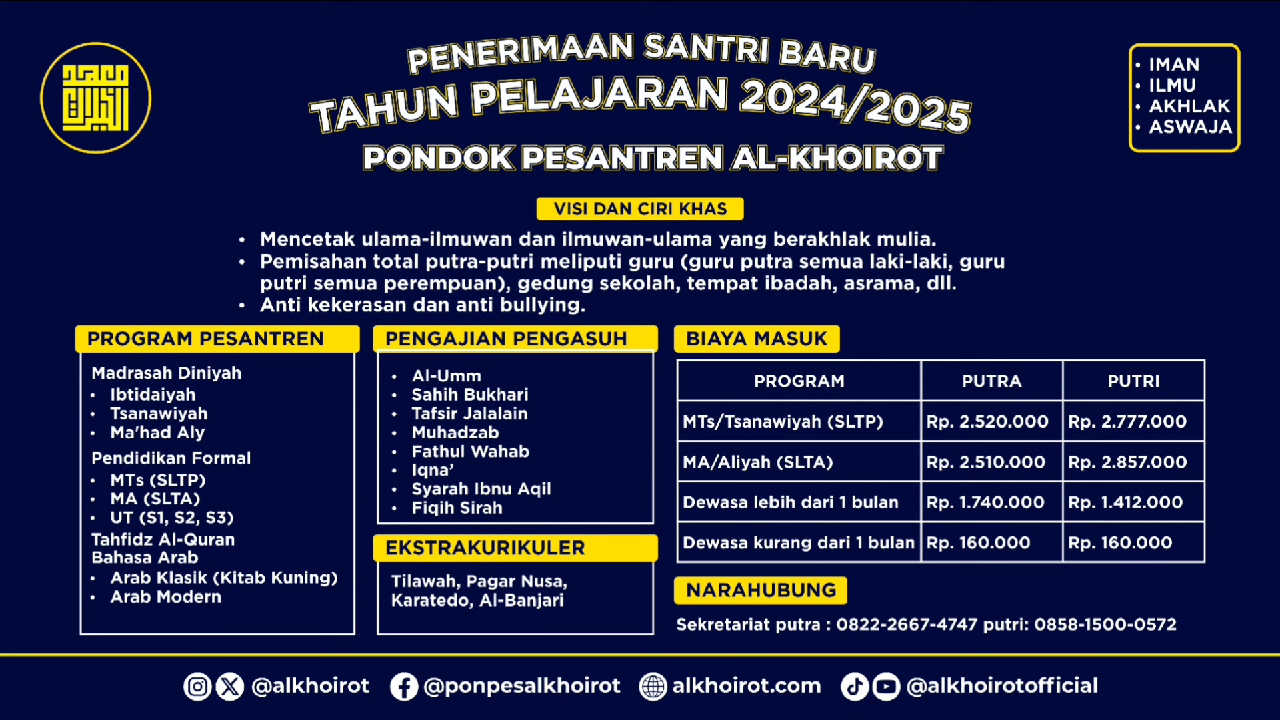 PENERIMAAN SANTRI BARU
TAHUN PELAJARAN 2024/2025
PONDOK PESANTREN AL-KHOIROT
• IMAN
• ILMU
• AKHLAK
• ASWAJA
VISI DAN CIRI KHAS
• Mencetak ulama-ilmuwan dan ilmuwan-ulama yang berakhlak mulia.
• Pemisahan total putra-putri meliputi guru (guru putra semua laki-laki, guru
putri semua perempuan), gedung sekolah, tempat ibadah, asrama, dll.
• Anti kekerasan dan anti bullying.
PROGRAM PESANTREN
Madrasah Diniyah
• Ibtidaiyah
• Tsanawiyah
• Ma'had Aly
Pendidikan Formal
• MTs (SLTP)
• MA (SLTA)
• UT (S1, S2, S3)
Tahfidz Al-Quran
Bahasa Arab
• Arab Klasik (Kitab Kuning)
• Arab Modern
PENGAJIAN PENGASUH
• Al-Umm
• Sahih Bukhari
• Tafsir Jalalain
• Muhadzab
• Fathul Wahab
• Iqna’
• Syarah Ibnu Aqil
• Fiqih Sirah
EKSTRAKURIKULER
Tilawah, Pagar Nusa,
Karatedo, Al-Banjari
BIAYA MASUK
PROGRAM PUTRA PUTRI
MTs/Tsanawiyah (SLTP) Rp. 2.520.000 Rp. 2.777.000
MA/Aliyah (SLTA) Rp. 2.510.000 Rp. 2.857.000
Dewasa lebih dari 1 bulan Rp. 1.740.000 Rp. 1.412.000
Dewasa kurang dari 1 bulan Rp. 160.000 Rp. 160.000
NARAHUBUNG
Sekretariat putra : 0822-2667-4747 putri: 0858-1500-0572
@alkhoirot @ponpesalkhoirot alkhoirot.com @alkhoirotofficial